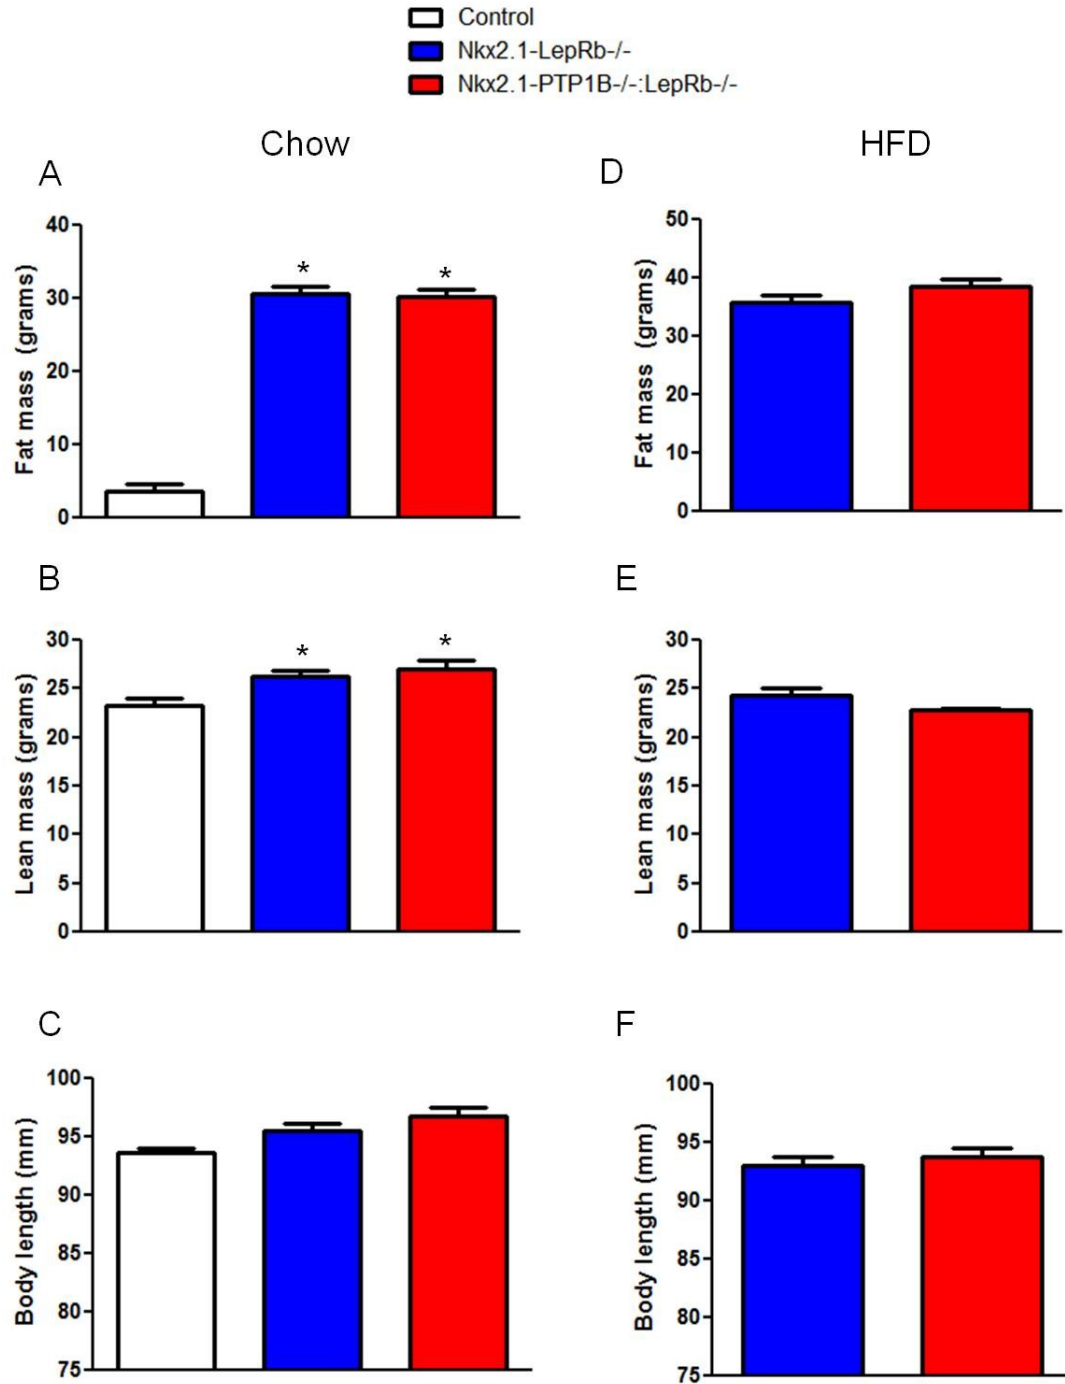 Control
Nkx2.1-LepRb-/-
Nkx2.1-PTP1B-/-:LepRb-/-
Chow
HFD
A
Fat mass (grams)
40
30
20
10
0
*
*
D
Fat mass (grams)
50
40
30
20
10
0
B
Lean mass (grams)
30
25
20
15
10
5
0
*
*
E
Lean mass (grams)
30
25
20
15
10
5
0
C
Body length (mm)
100
95
90
85
80
75
F
Body length (mm)
100
95
90
85
80
75